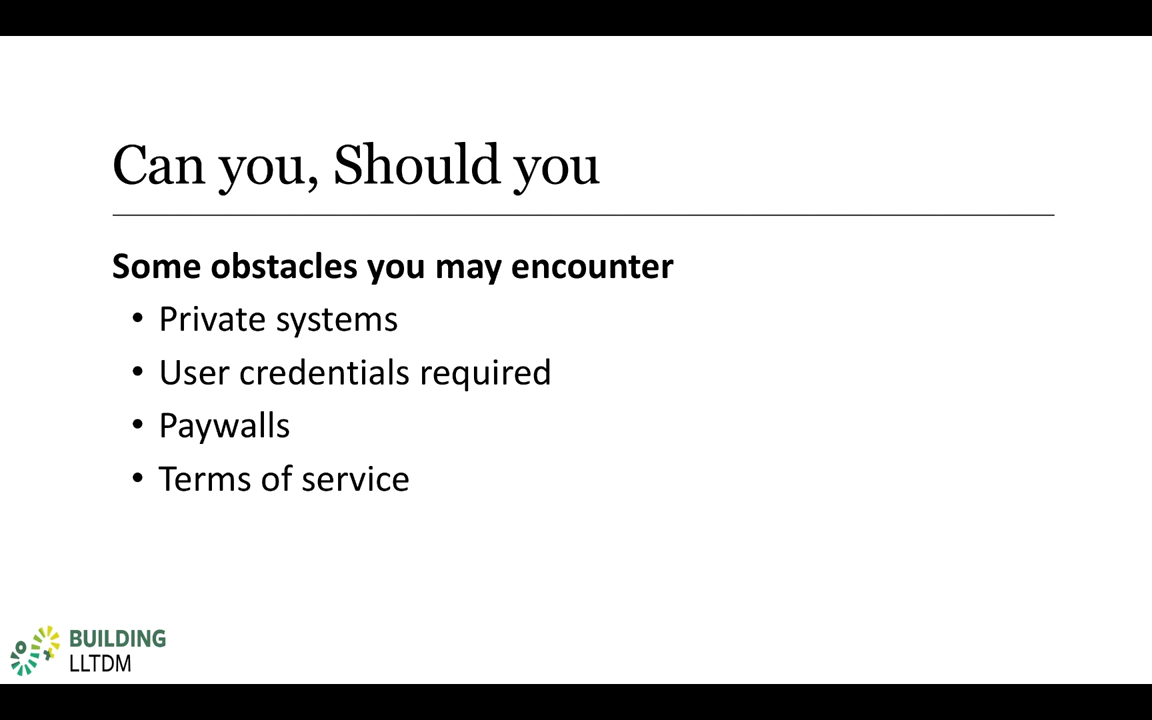 Can you, Should you
Some obstacles you may encounter
• Private systems
• User credentials required
• Paywalls
• Terms of service
BUILDING
LLTDM